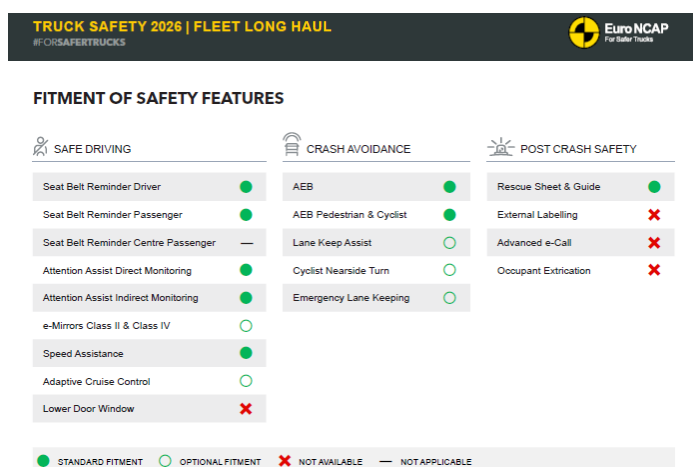 TRUCK SAFETY 2026 | FLEET LONG HAUL
#FORSAFERTRUCKS
Euro NCAP
For Safer Trucks
FITMENT OF SAFETY FEATURES
SAFE DRIVING
Seat Belt Reminder Driver
Seat Belt Reminder Passenger
Seat Belt Reminder Centre Passenger
Attention Assist Direct Monitoring
Attention Assist Indirect Monitoring
e-Mirrors Class II & Class IV
Speed Assistance
Adaptive Cruise Control
Lower Door Window
CRASH AVOIDANCE
AEB
AEB Pedestrian & Cyclist
Lane Keep Assist
Cyclist Nearside Turn
Emergency Lane Keeping
POST CRASH SAFETY
Rescue Sheet & Guide
External Labelling
Advanced e-Call
Occupant Extrication
STANDARD FITMENT OPTIONAL FITMENT NOT AVAILABLE — NOT APPLICABLE